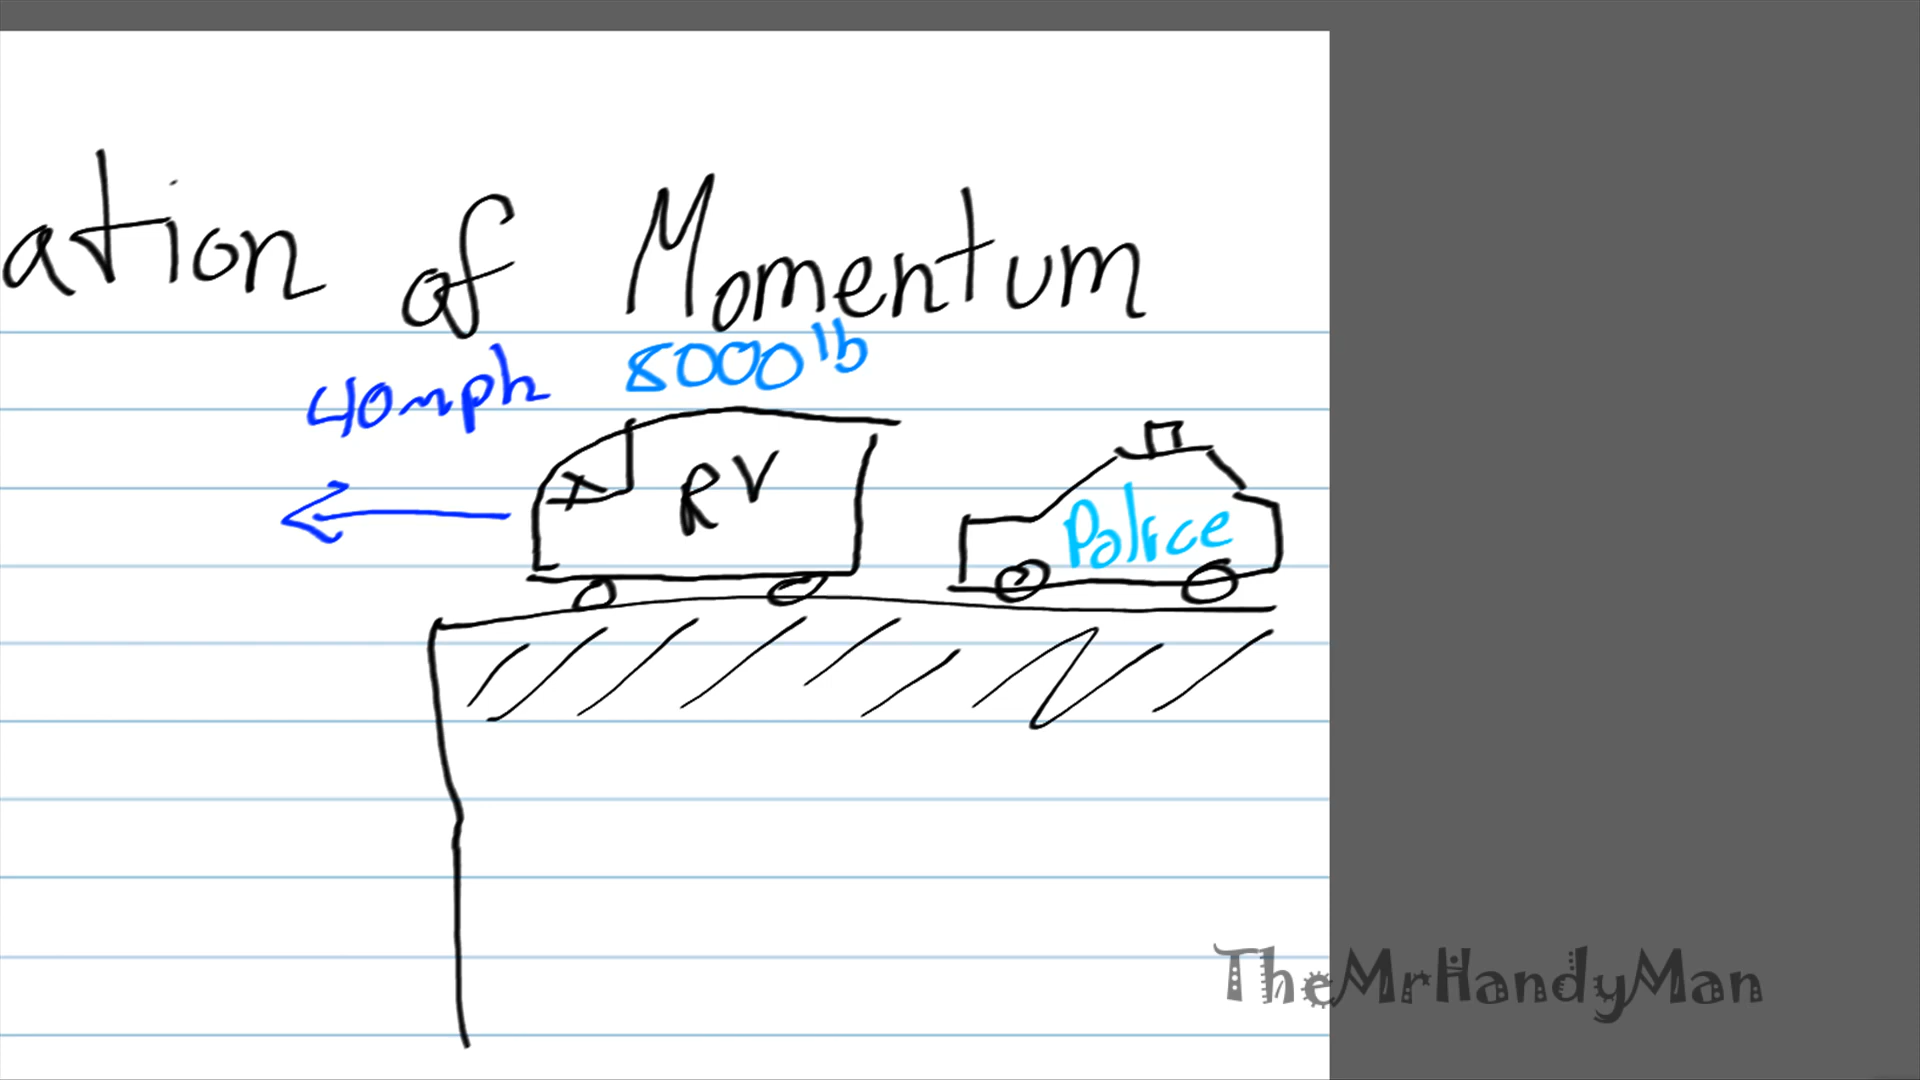 ation of Momentum
40mph 8000lb
RV
Police
TheMrHandyMan